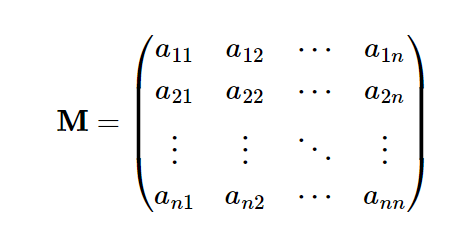 M = ( a₁₁ a₁₂ ⋯ a₁ₙ
a₂₁ a₂₂ ⋯ a₂ₙ
⋮ ⋮ ⋱ ⋮
aₙ₁ aₙ₂ ⋯ aₙₙ )